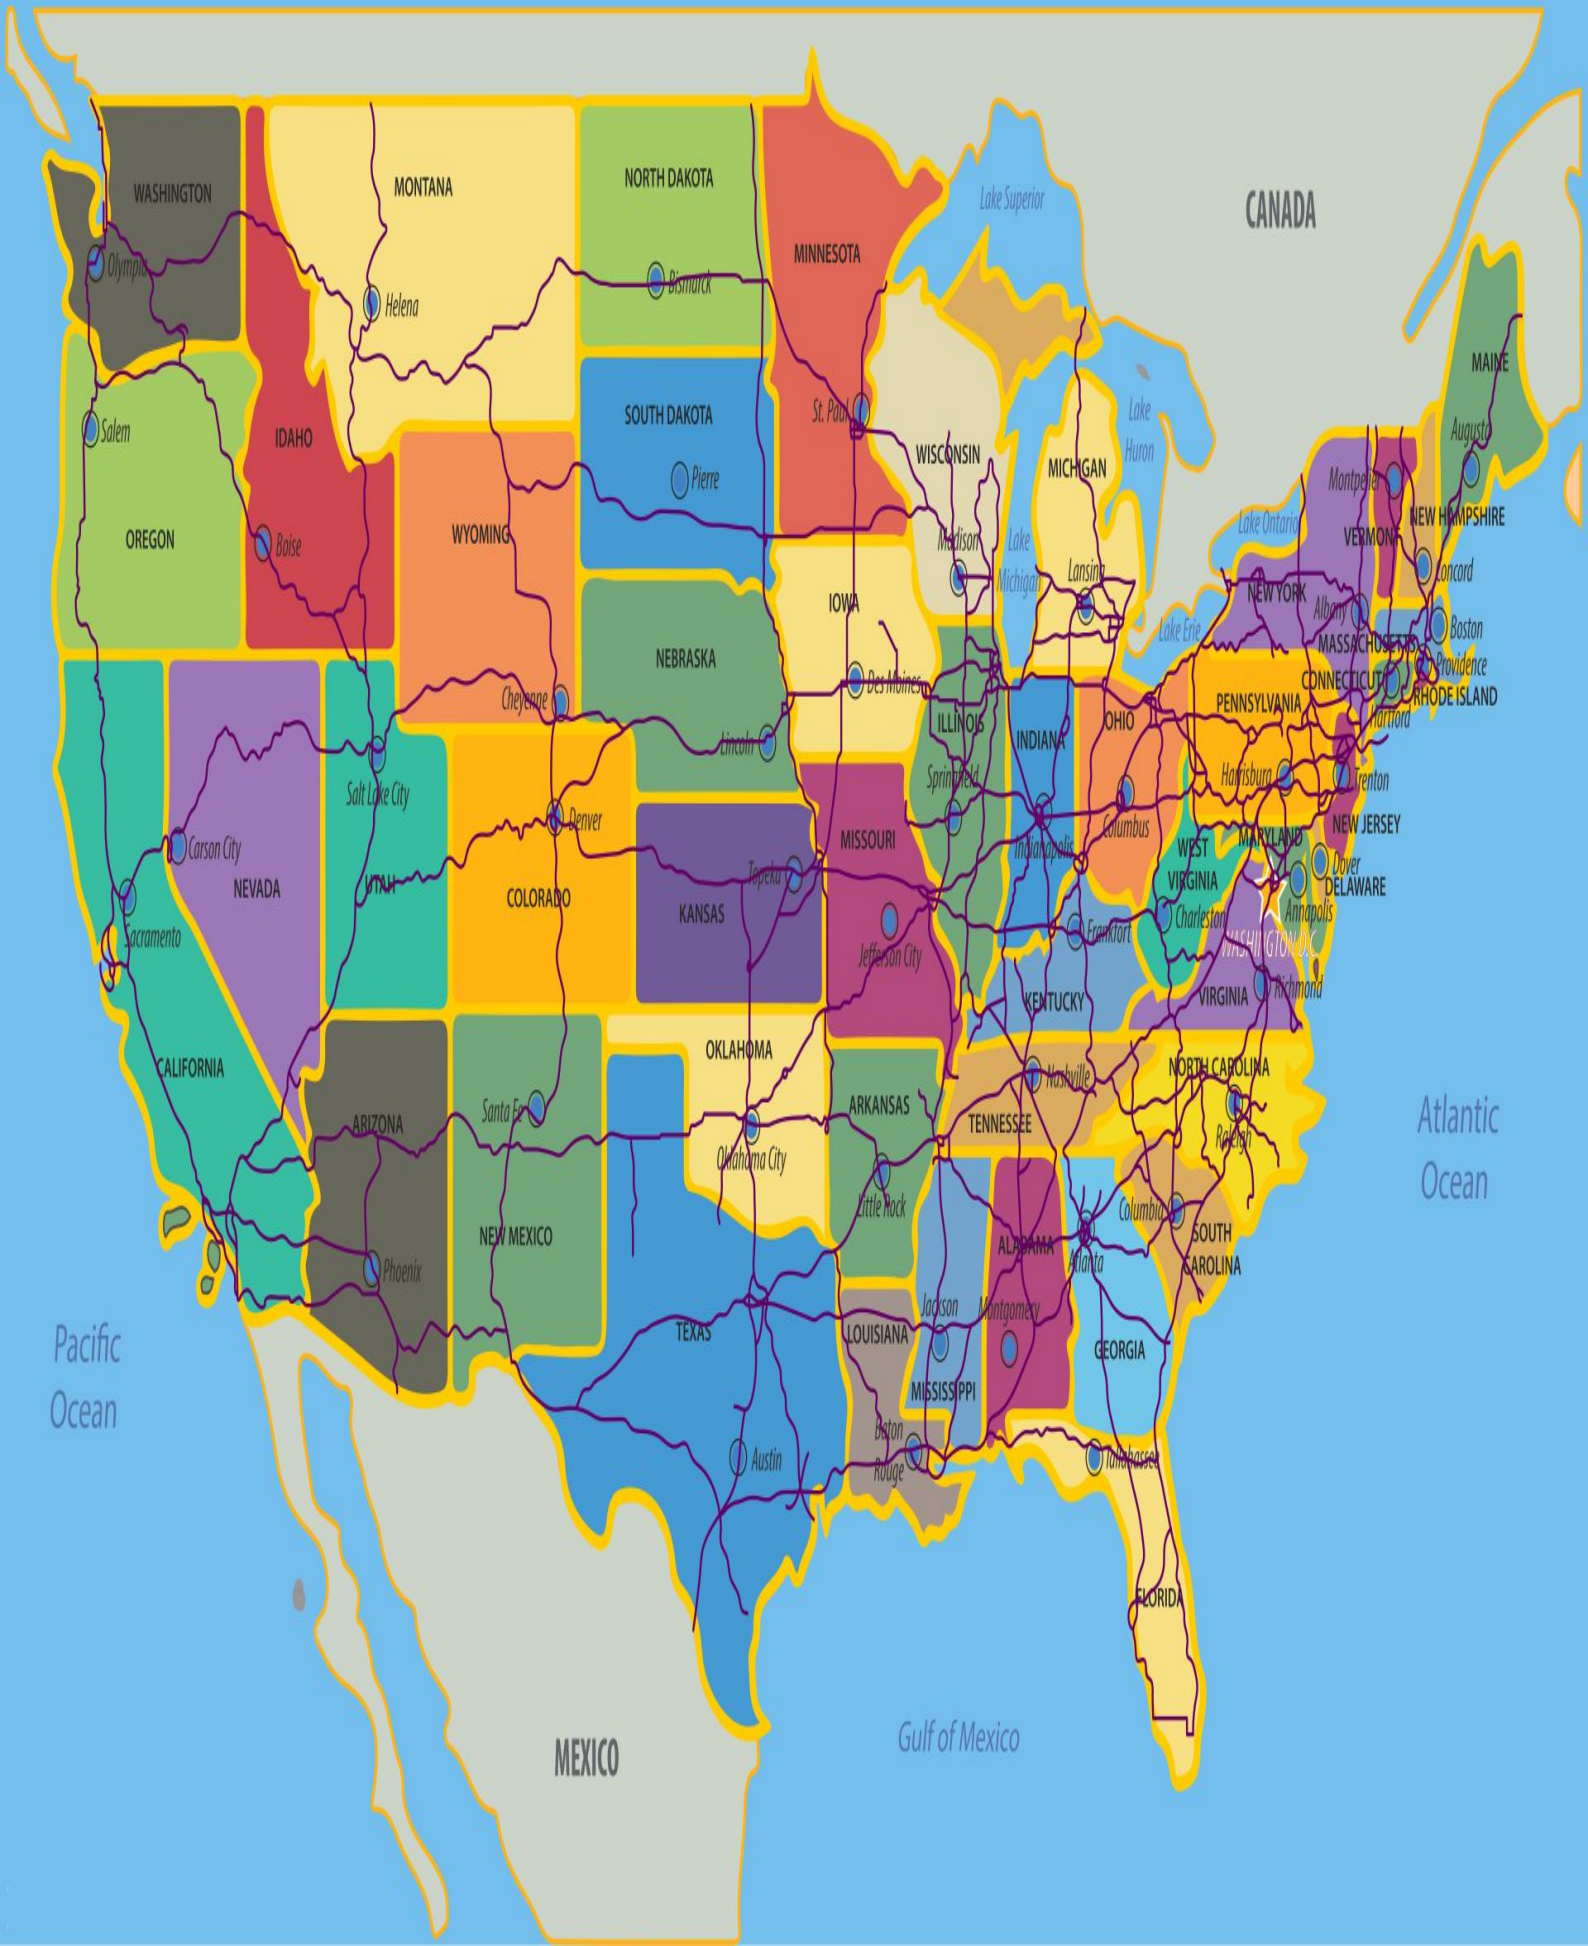 CANADA
WASHINGTON
Olympia
MONTANA
Helena
NORTH DAKOTA
Bismarck
MINNESOTA
St. Paul
Lake Superior
MAINE
Augusta
Salem
OREGON
IDAHO
Boise
WYOMING
Cheyenne
SOUTH DAKOTA
Pierre
WISCONSIN
Madison
MICHIGAN
Lansing
Lake
Huron
Lake
Michigan
Lake Ontario
Lake Erie
Montpelier
VERMONT
NEW HAMPSHIRE
Concord
NEW YORK
Albany
MASSACHUSETTS
Boston
Providence
CONNECTICUT
RHODE ISLAND
Hartford
IOWA
Des Moines
NEBRASKA
Lincoln
ILLINOIS
Springfield
INDIANA
Indianapolis
OHIO
Columbus
PENNSYLVANIA
Harrisburg
Trenton
NEW JERSEY
MARYLAND
Dover
DELAWARE
Annapolis
WASHINGTON D.C.
WEST
VIRGINIA
Charleston
VIRGINIA
Richmond
Salt Lake City
UTAH
Carson City
NEVADA
Sacramento
CALIFORNIA
Denver
COLORADO
Topeka
KANSAS
MISSOURI
Jefferson City
Frankfort
KENTUCKY
ARIZONA
Phoenix
Santa Fe
NEW MEXICO
OKLAHOMA
Oklahoma City
ARKANSAS
Little Rock
Nashville
TENNESSEE
NORTH CAROLINA
Raleigh
Columbia
SOUTH
CAROLINA
Atlantic
Ocean
Pacific
Ocean
TEXAS
Austin
LOUISIANA
Baton
Rouge
Jackson
MISSISSIPPI
ALABAMA
Montgomery
Atlanta
GEORGIA
Tallahassee
FLORIDA
MEXICO
Gulf of Mexico